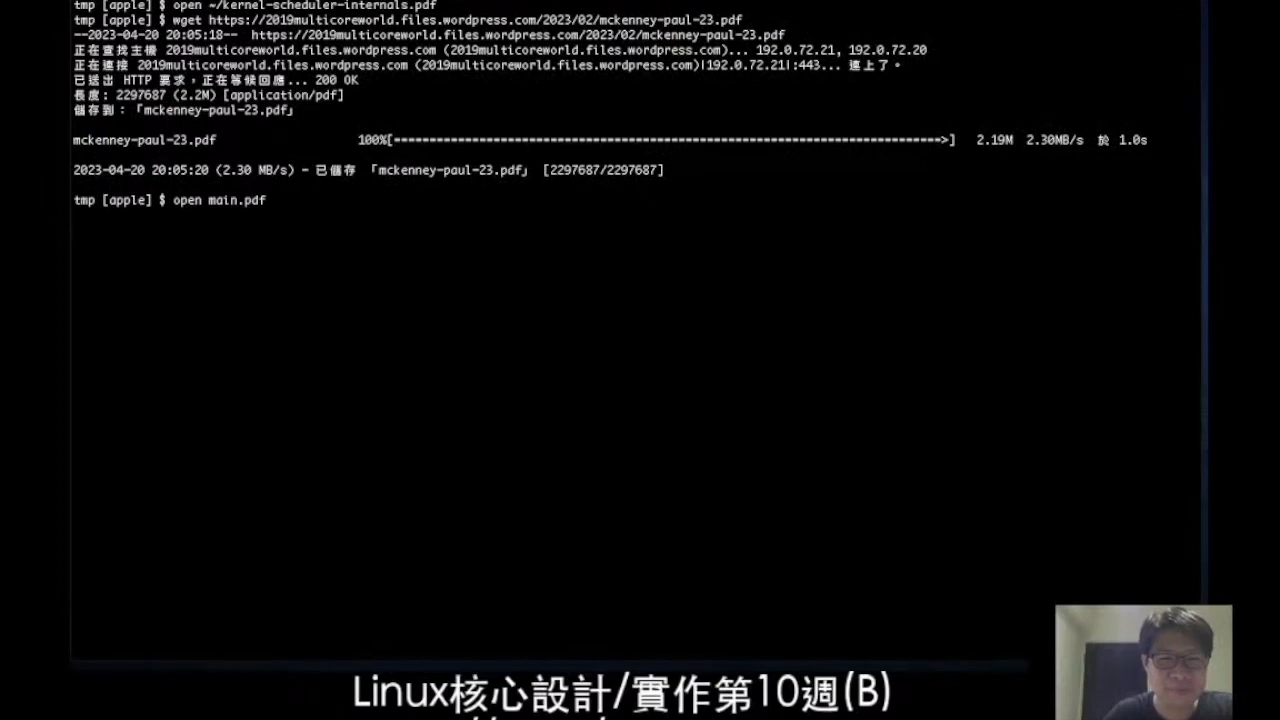 tmp [apple] $ open ~/kernel-scheduler-internals.pdf
tmp [apple] $ wget https://2019multicoreworld.files.wordpress.com/2023/02/mckenney-paul-23.pdf
--2023-04-20 20:05:18--  https://2019multicoreworld.files.wordpress.com/2023/02/mckenney-paul-23.pdf
正在查找主機 2019multicoreworld.files.wordpress.com (2019multicoreworld.files.wordpress.com)... 192.0.72.21, 192.0.72.20
正在連接 2019multicoreworld.files.wordpress.com (2019multicoreworld.files.wordpress.com)|192.0.72.21|:443... 連上了。
已送出 HTTP 要求,正在等候回應... 200 OK
長度: 2297687 (2.2M) [application/pdf]
儲存到:「mckenney-paul-23.pdf」
mckenney-paul-23.pdf 100%[=============================================================================>] 2.19M 2.30MB/s 於 1.0s
2023-04-20 20:05:20 (2.30 MB/s) - 已儲存 「mckenney-paul-23.pdf」 [2297687/2297687]
tmp [apple] $ open main.pdf
Linux核心設計/實作第10週(B)